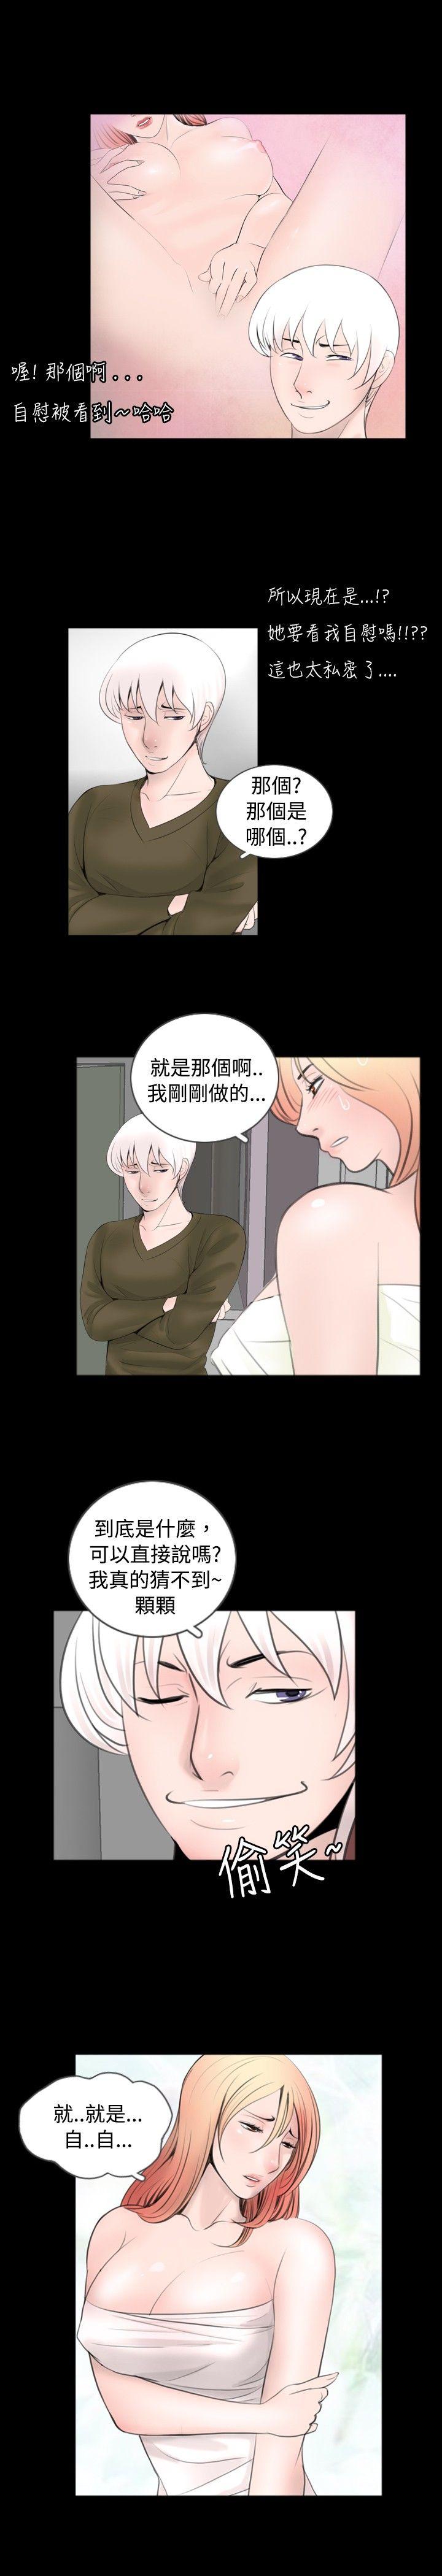 喔! 那個啊...
自慰被看到~哈哈
所以現在是...!?
她要看我自慰嗎!!??
這也太私密了....
那個?
那個是
哪個..?
就是那個啊..
我剛剛做的...
到底是什麼，
可以直接說嗎?
我真的猜不到~
顆顆
偷笑~
就..就是...
自..自...